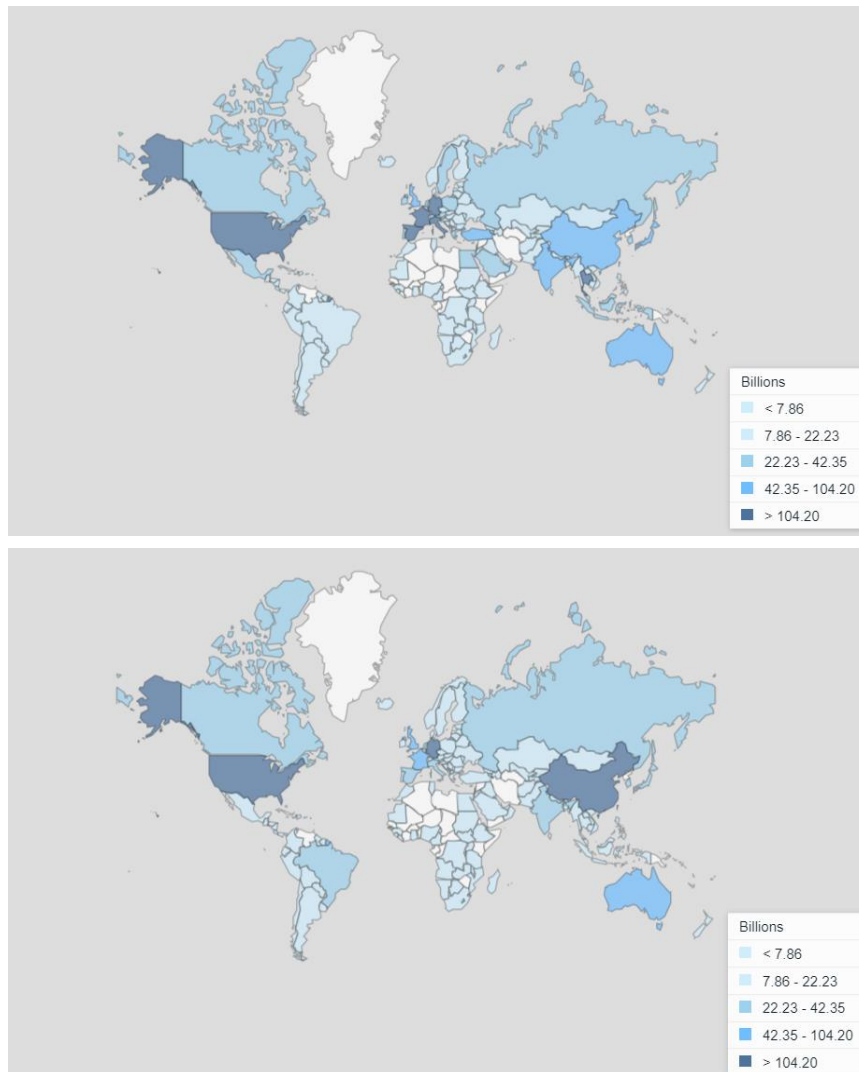 Billions
< 7.86
7.86 - 22.23
22.23 - 42.35
42.35 - 104.20
> 104.20
Billions
< 7.86
7.86 - 22.23
22.23 - 42.35
42.35 - 104.20
> 104.20